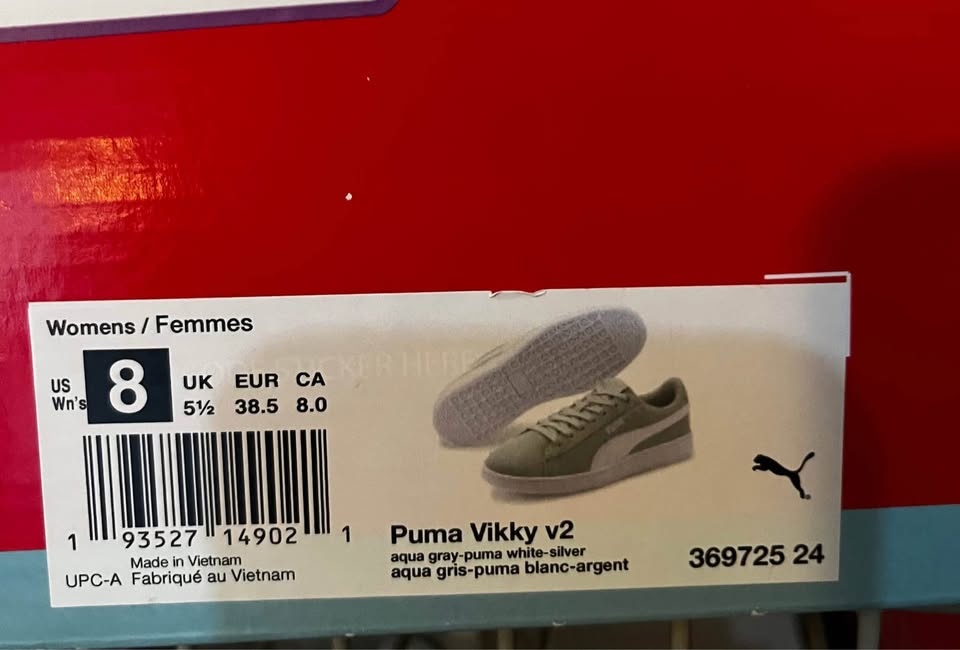 Womens / Femmes
US
Wn's
8
UK EUR CA
5½ 38.5 8.0
1 93527 14902 1
Made in Vietnam
UPC-A Fabriqué au Vietnam
Puma Vikky v2
aqua gray-puma white-silver
aqua gris-puma blanc-argent
369725 24
STICKER HERE